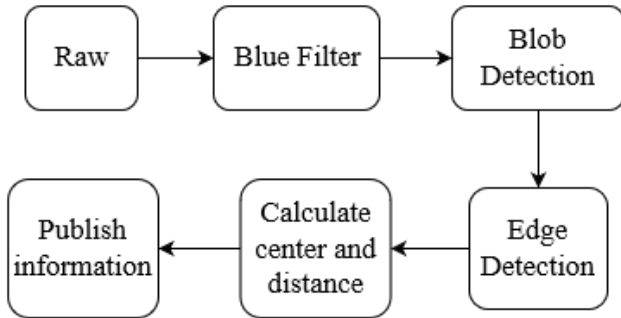 Raw
Blue Filter
Blob
Detection
Edge
Detection
Calculate
center and
distance
Publish
information